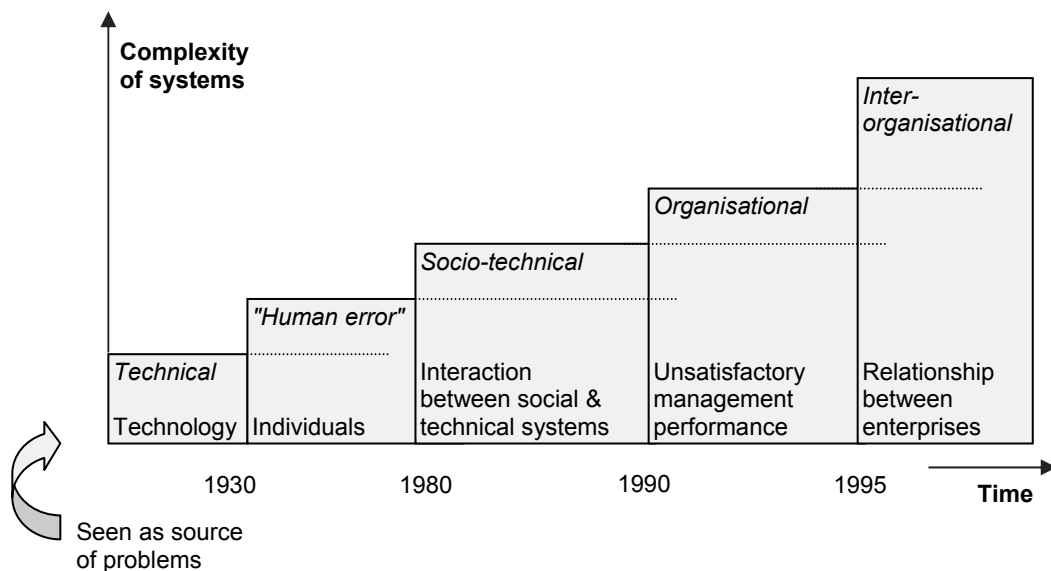 Complexity
of systems
Inter-
organisational
Organisational
Socio-technical
"Human error"
Technical
Technology
Individuals
Interaction
between social &
technical systems
Unsatisfactory
management
performance
Relationship
between
enterprises
1930
1980
1990
1995
Time
Seen as source
of problems